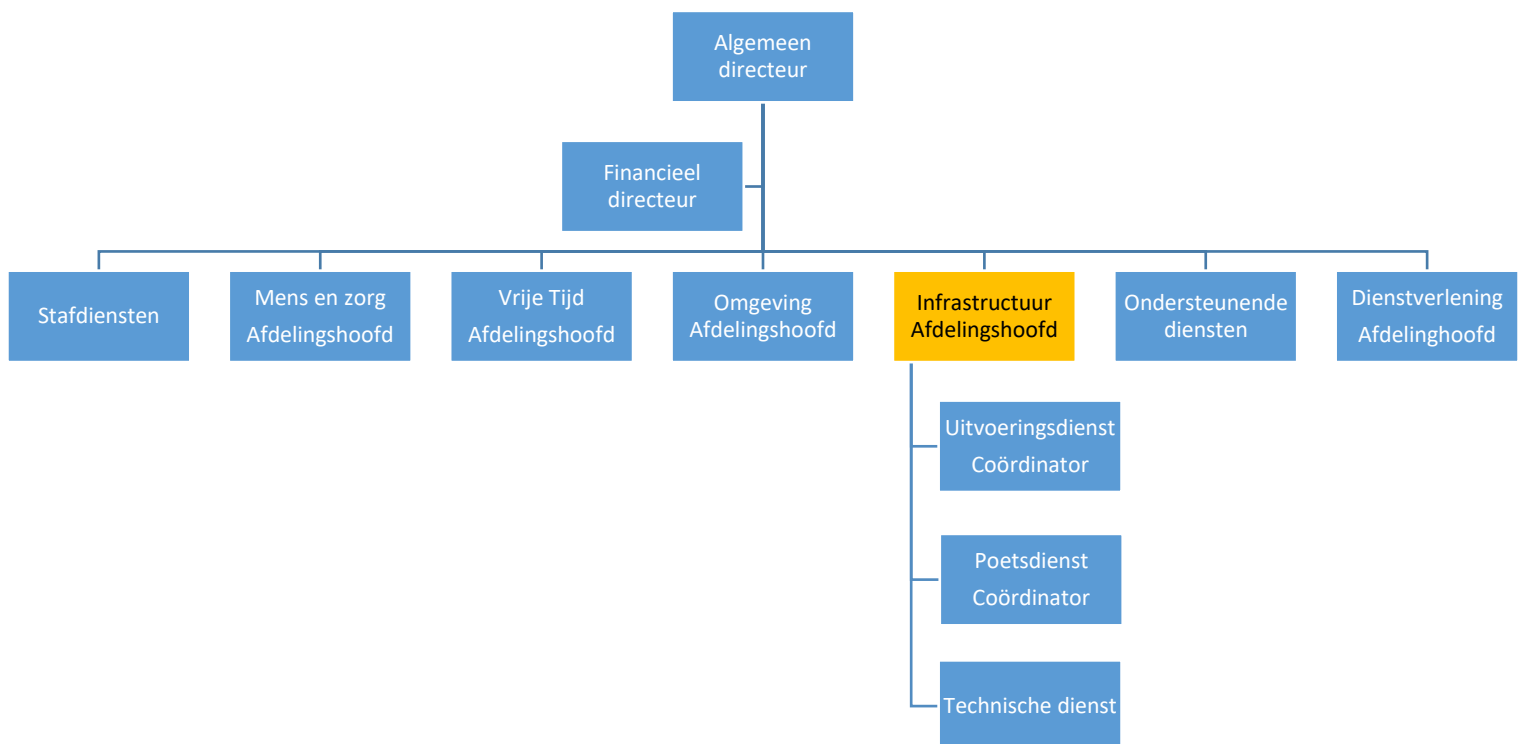 Algemeen
directeur
Financieel
directeur
Stafdiensten
Mens en zorg
Afdelingshoofd
Vrije Tijd
Afdelingshoofd
Omgeving
Afdelingshoofd
Infrastructuur
Afdelingshoofd
Ondersteunende
diensten
Dienstverlening
Afdelinghoofd
Uitvoeringsdienst
Coördinator
Poetsdienst
Coördinator
Technische dienst